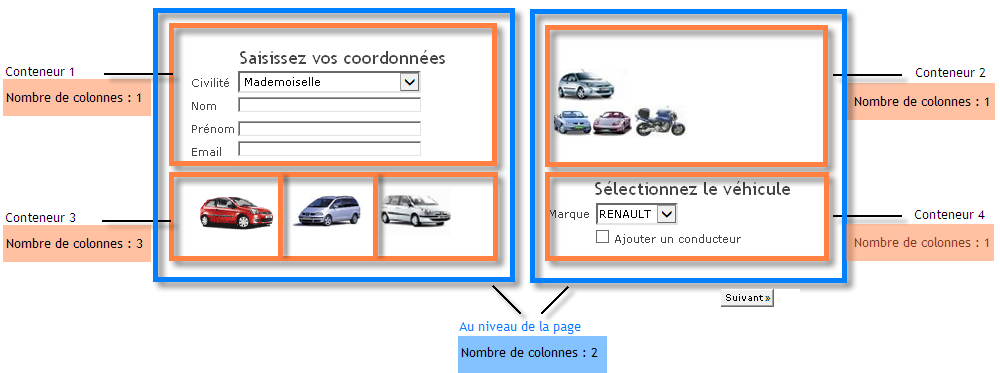 Conteneur 1
Nombre de colonnes : 1
Saisissez vos coordonnées
Civilité Mademoiselle
Nom
Prénom
Email
Conteneur 2
Nombre de colonnes : 1
Conteneur 3
Nombre de colonnes : 3
Sélectionnez le véhicule
Marque RENAULT
Ajouter un conducteur
Conteneur 4
Nombre de colonnes : 1
Suivant »
Au niveau de la page
Nombre de colonnes : 2